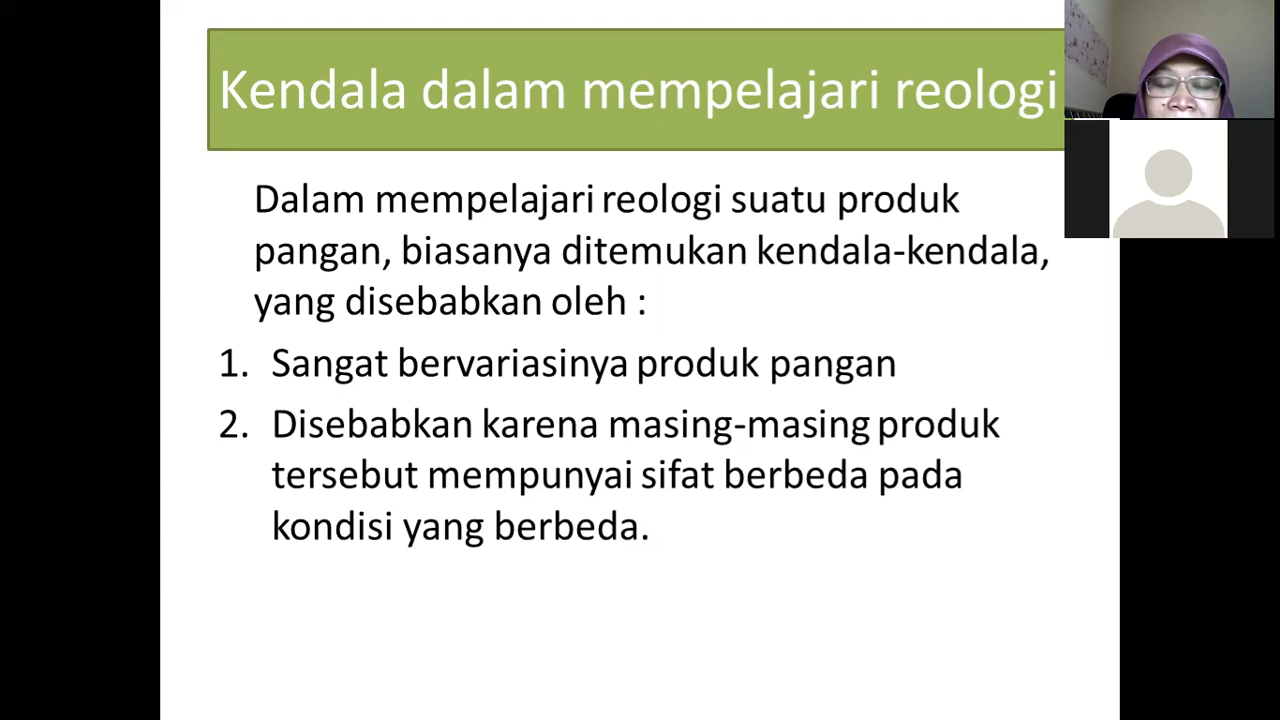 Kendala dalam mempelajari reologi
Dalam mempelajari reologi suatu produk
pangan, biasanya ditemukan kendala-kendala,
yang disebabkan oleh :
1. Sangat bervariasinya produk pangan
2. Disebabkan karena masing-masing produk
tersebut mempunyai sifat berbeda pada
kondisi yang berbeda.